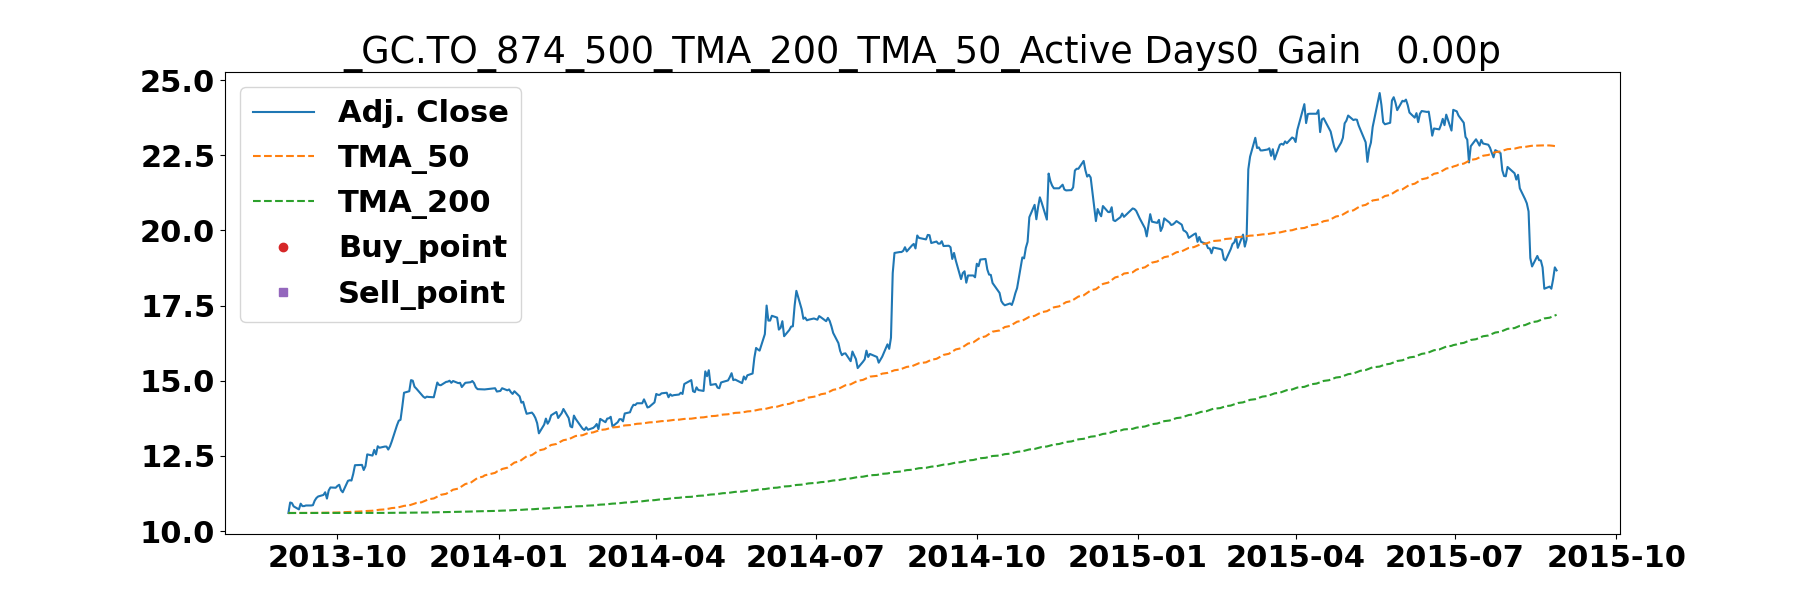 _GC.TO_874_500_TMA_200_TMA_50_Active Days0_Gain   0.00p
25.0
22.5
20.0
17.5
15.0
12.5
10.0
Adj. Close
TMA_50
TMA_200
Buy_point
Sell_point
2013-10 2014-01 2014-04 2014-07 2014-10 2015-01 2015-04 2015-07 2015-10